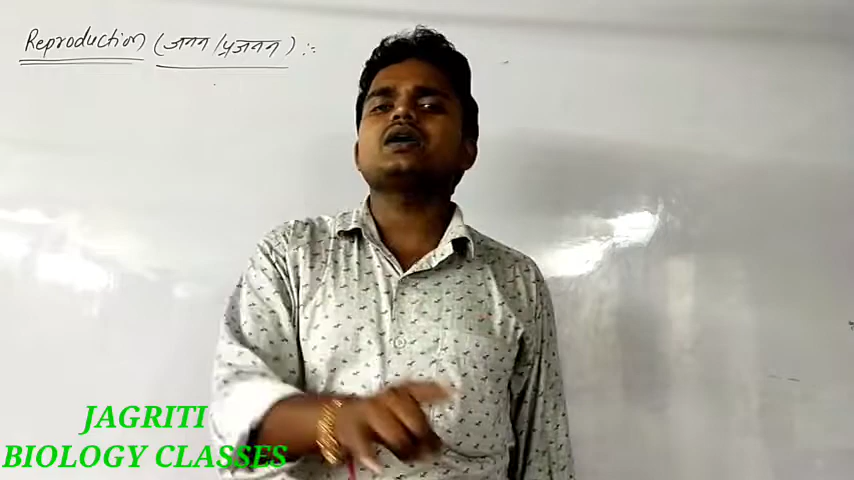 Reproduction (जनन / प्रजनन) :-
JAGRITI
BIOLOGY CLASSES